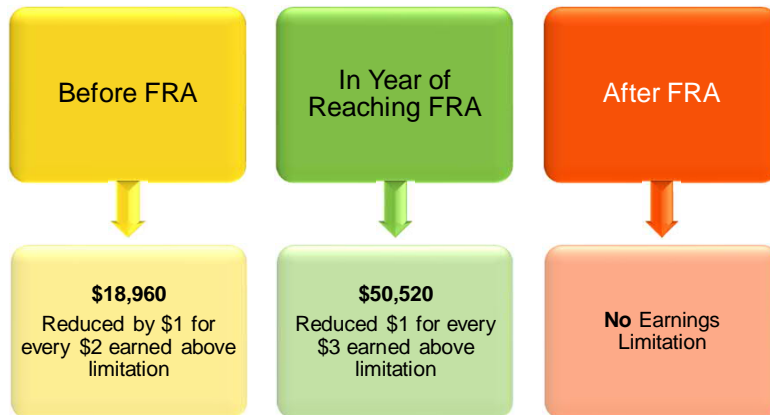 Before FRA
In Year of
Reaching FRA
After FRA
$18,960
Reduced by $1 for
every $2 earned above
limitation
$50,520
Reduced $1 for every
$3 earned above
limitation
No Earnings
Limitation